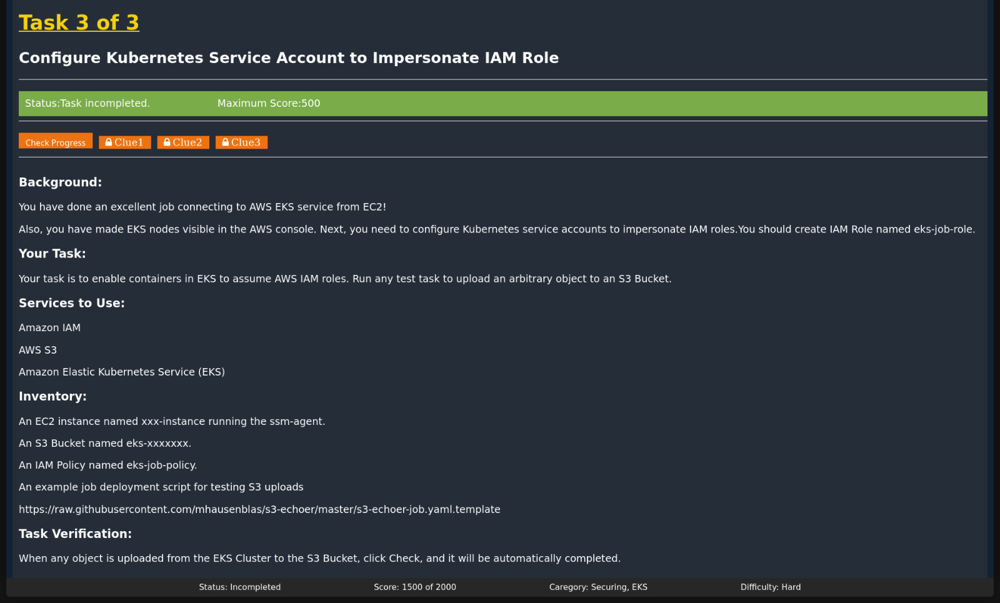 Task 3 of 3
Configure Kubernetes Service Account to Impersonate IAM Role
Status:Task incompleted. Maximum Score:500
Check Progress Clue1 Clue2 Clue3
Background:
You have done an excellent job connecting to AWS EKS service from EC2!
Also, you have made EKS nodes visible in the AWS console. Next, you need to configure Kubernetes service accounts to impersonate IAM roles.You should create IAM Role named eks-job-role.
Your Task:
Your task is to enable containers in EKS to assume AWS IAM roles. Run any test task to upload an arbitrary object to an S3 Bucket.
Services to Use:
Amazon IAM
AWS S3
Amazon Elastic Kubernetes Service (EKS)
Inventory:
An EC2 instance named xxx-instance running the ssm-agent.
An S3 Bucket named eks-xxxxxxx.
An IAM Policy named eks-job-policy.
An example job deployment script for testing S3 uploads
https://raw.githubusercontent.com/mhausenblas/s3-echoer/master/s3-echoer-job.yaml.template
Task Verification:
When any object is uploaded from the EKS Cluster to the S3 Bucket, click Check, and it will be automatically completed.
Status: Incompleted Score: 1500 of 2000 Caregory: Securing, EKS Difficulty: Hard